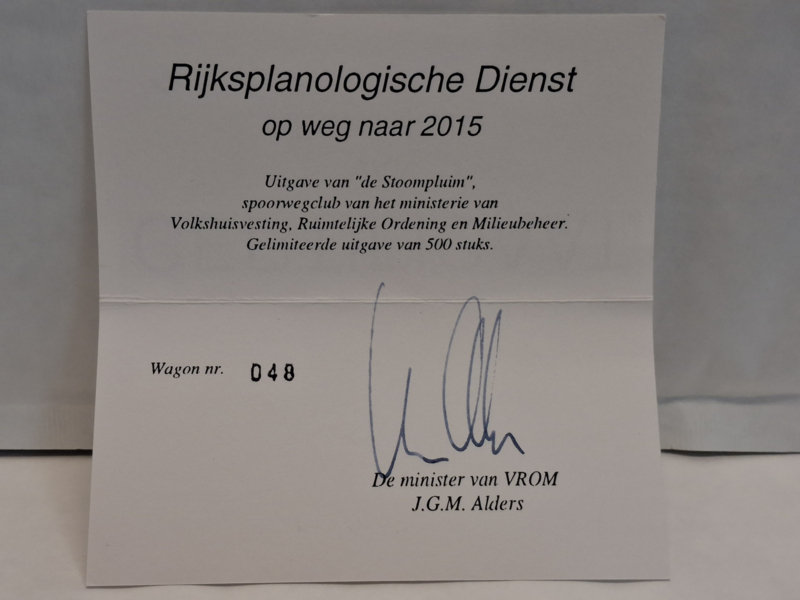 Rijksplanologische Dienst
op weg naar 2015
Uitgave van "de Stoompluim",
spoorwegclub van het ministerie van
Volkshuisvesting, Ruimtelijke Ordening en Milieubeheer.
Gelimiteerde uitgave van 500 stuks.
Wagon nr. 048
De minister van VROM
J.G.M. Alders